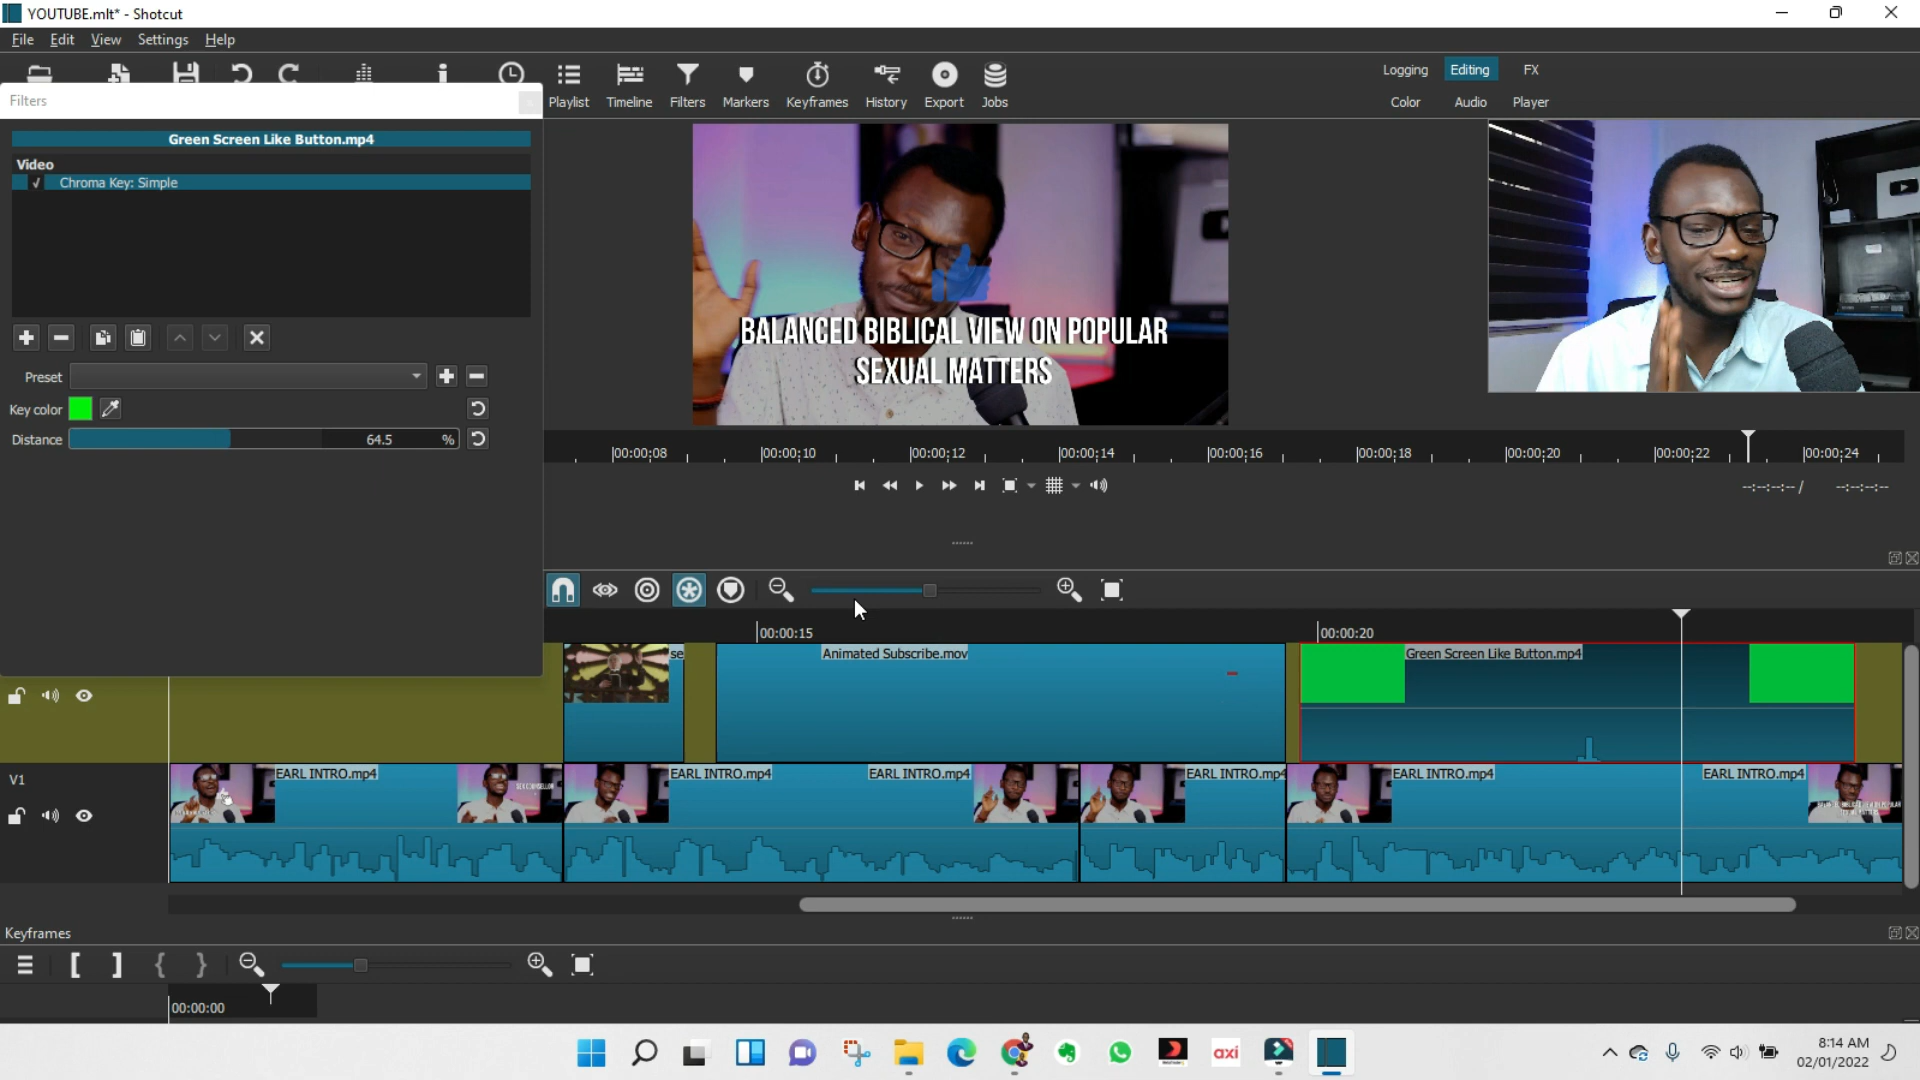 YOUTUBE.mlt* - Shotcut
File Edit View Settings Help
Playlist Timeline Filters Markers Keyframes History Export Jobs
Logging Editing FX
Color Audio Player
Filters
Green Screen Like Button.mp4
Video
Chroma Key: Simple
Preset
Key color
Distance 64.5 %
BALANCED BIBLICAL VIEW ON POPULAR
SEXUAL MATTERS
00:00;08 00:00;10 00:00;12 00:00;14 00:00;16 00:00;18 00:00;20 00:00;22 00:00;24
--:--:--:-- / --:--:--:--
00:00:15 00:00:20
se Animated Subscribe.mov Green Screen Like Button.mp4
V1
EARL INTRO.mp4 EARL INTRO.mp4 EARL INTRO.mp4 EARL INTRO.mp4 EARL INTRO.mp4 EARL INTRO.mp4
Keyframes
00:00:00
axi
8:14 AM
02/01/2022